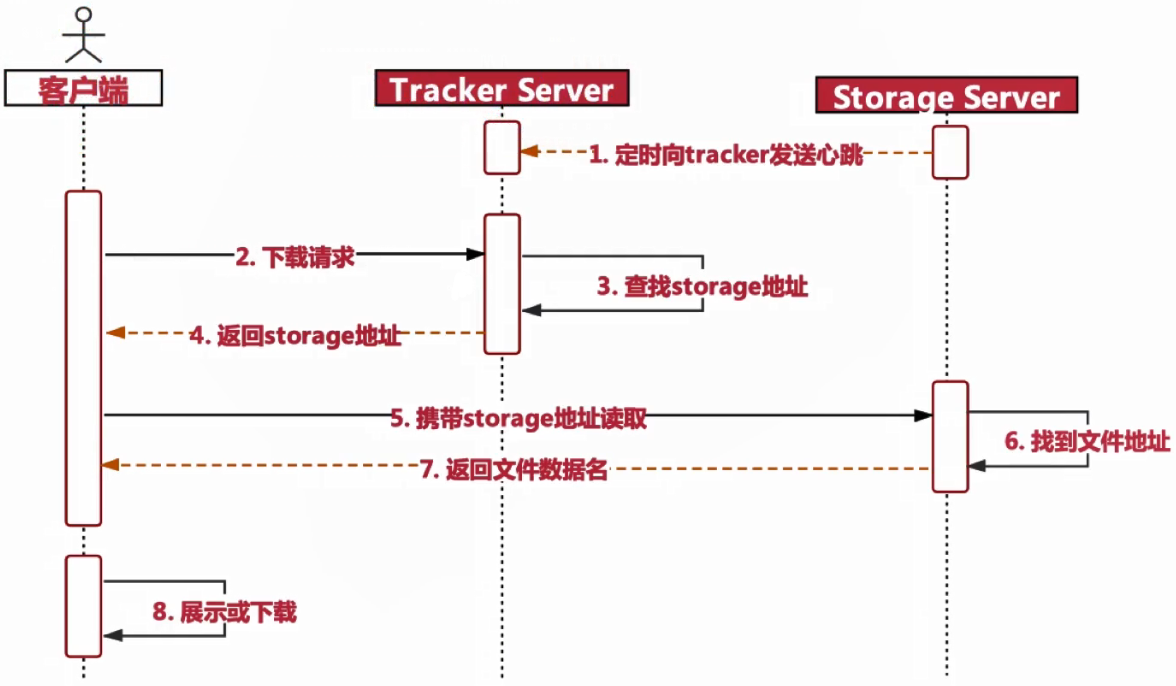 客户端
Tracker Server
Storage Server
1. 定时向tracker发送心跳
2. 下载请求
3. 查找storage地址
4. 返回storage地址
5. 携带storage地址读取
6. 找到文件地址
7. 返回文件数据名
8. 展示或下载